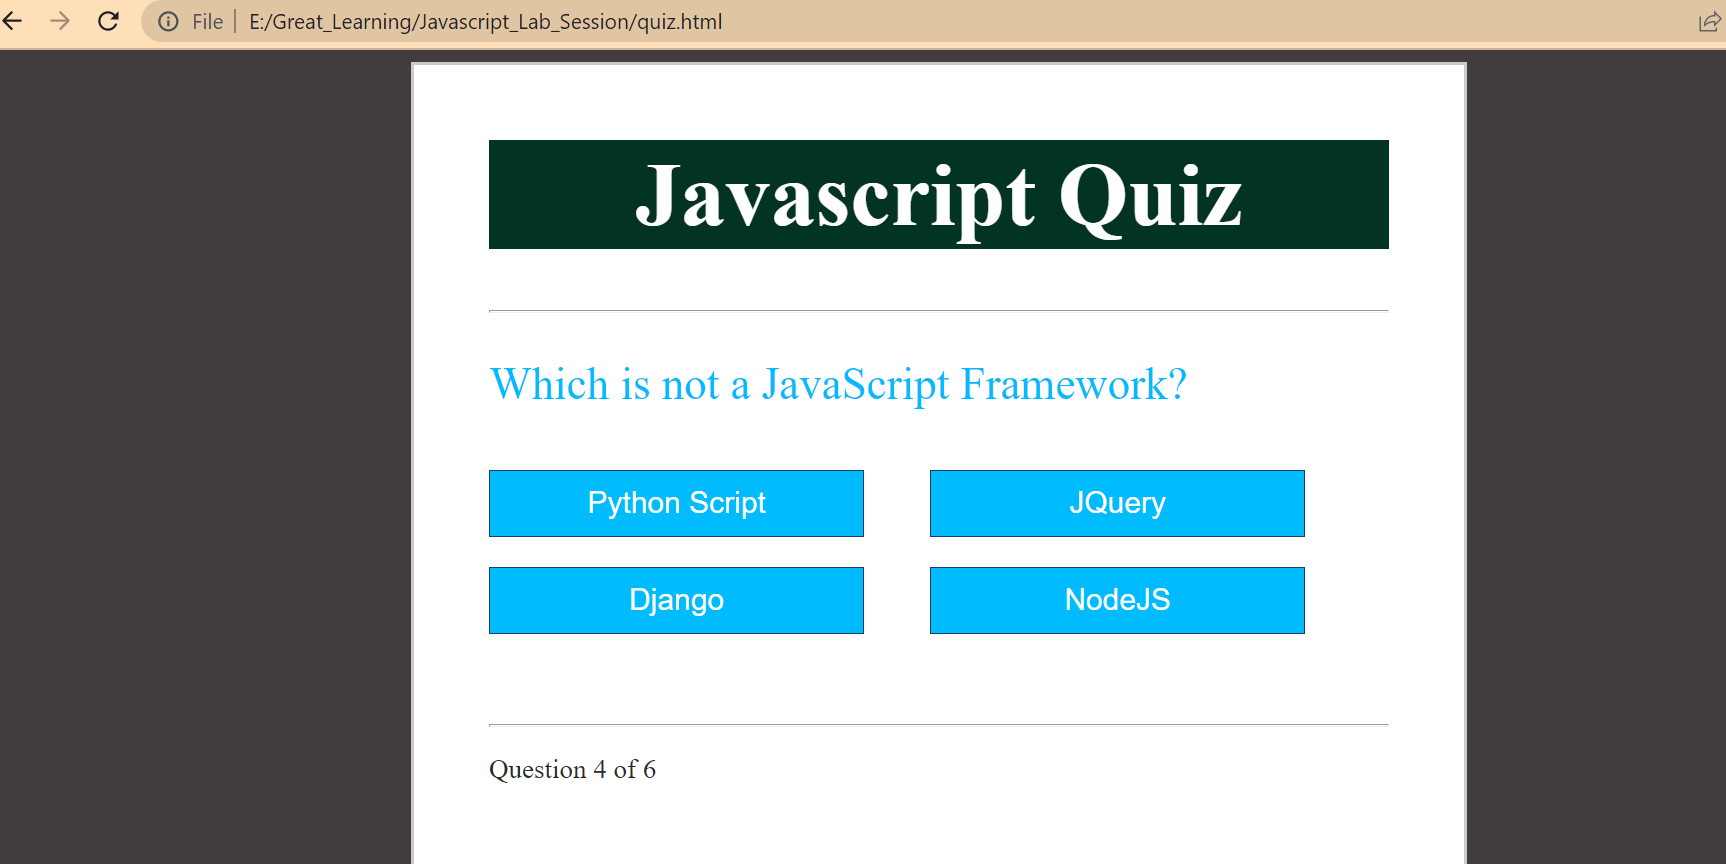 File E:/Great_Learning/Javascript_Lab_Session/quiz.html
Javascript Quiz
Which is not a JavaScript Framework?
Python Script JQuery
Django NodeJS
Question 4 of 6